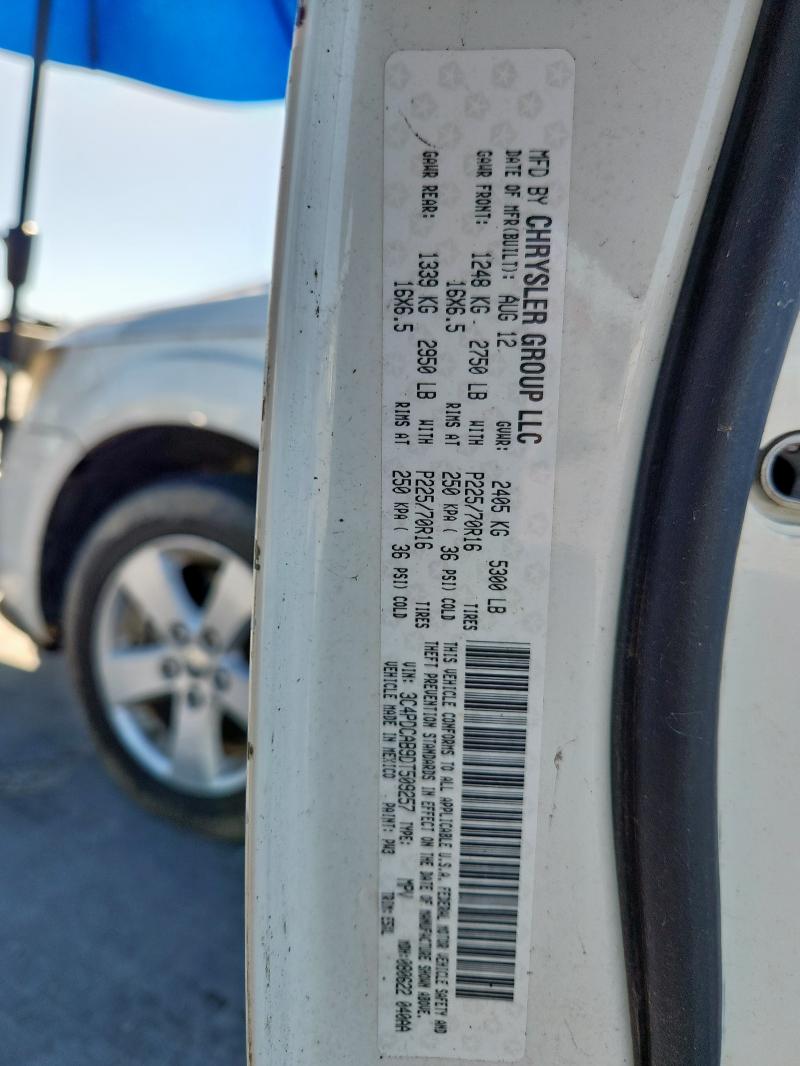 MFD BY CHRYSLER GROUP LLC
DATE OF MFR(BUILT): AUG 12 GVWR: 2405 KG 5300 LB
GAWR FRONT: 1248 KG 2750 LB WITH P225/70R16 TIRES
16X6.5 RIMS AT 250 KPA ( 36 PSI) COLD
GAWR REAR: 1339 KG 2950 LB WITH P225/70R16 TIRES
16X6.5 RIMS AT 250 KPA ( 36 PSI) COLD
THIS VEHICLE CONFORMS TO ALL APPLICABLE U.S.A. FEDERAL MOTOR VEHICLE SAFETY AND
THEFT PREVENTION STANDARDS IN EFFECT ON THE DATE OF MANUFACTURE SHOWN ABOVE.
VIN: 3C4PDCAB9DT509257 TYPE: MPV MDH:080622 040AA
VEHICLE MADE IN MEXICO PAINT: PW3 TRIM: